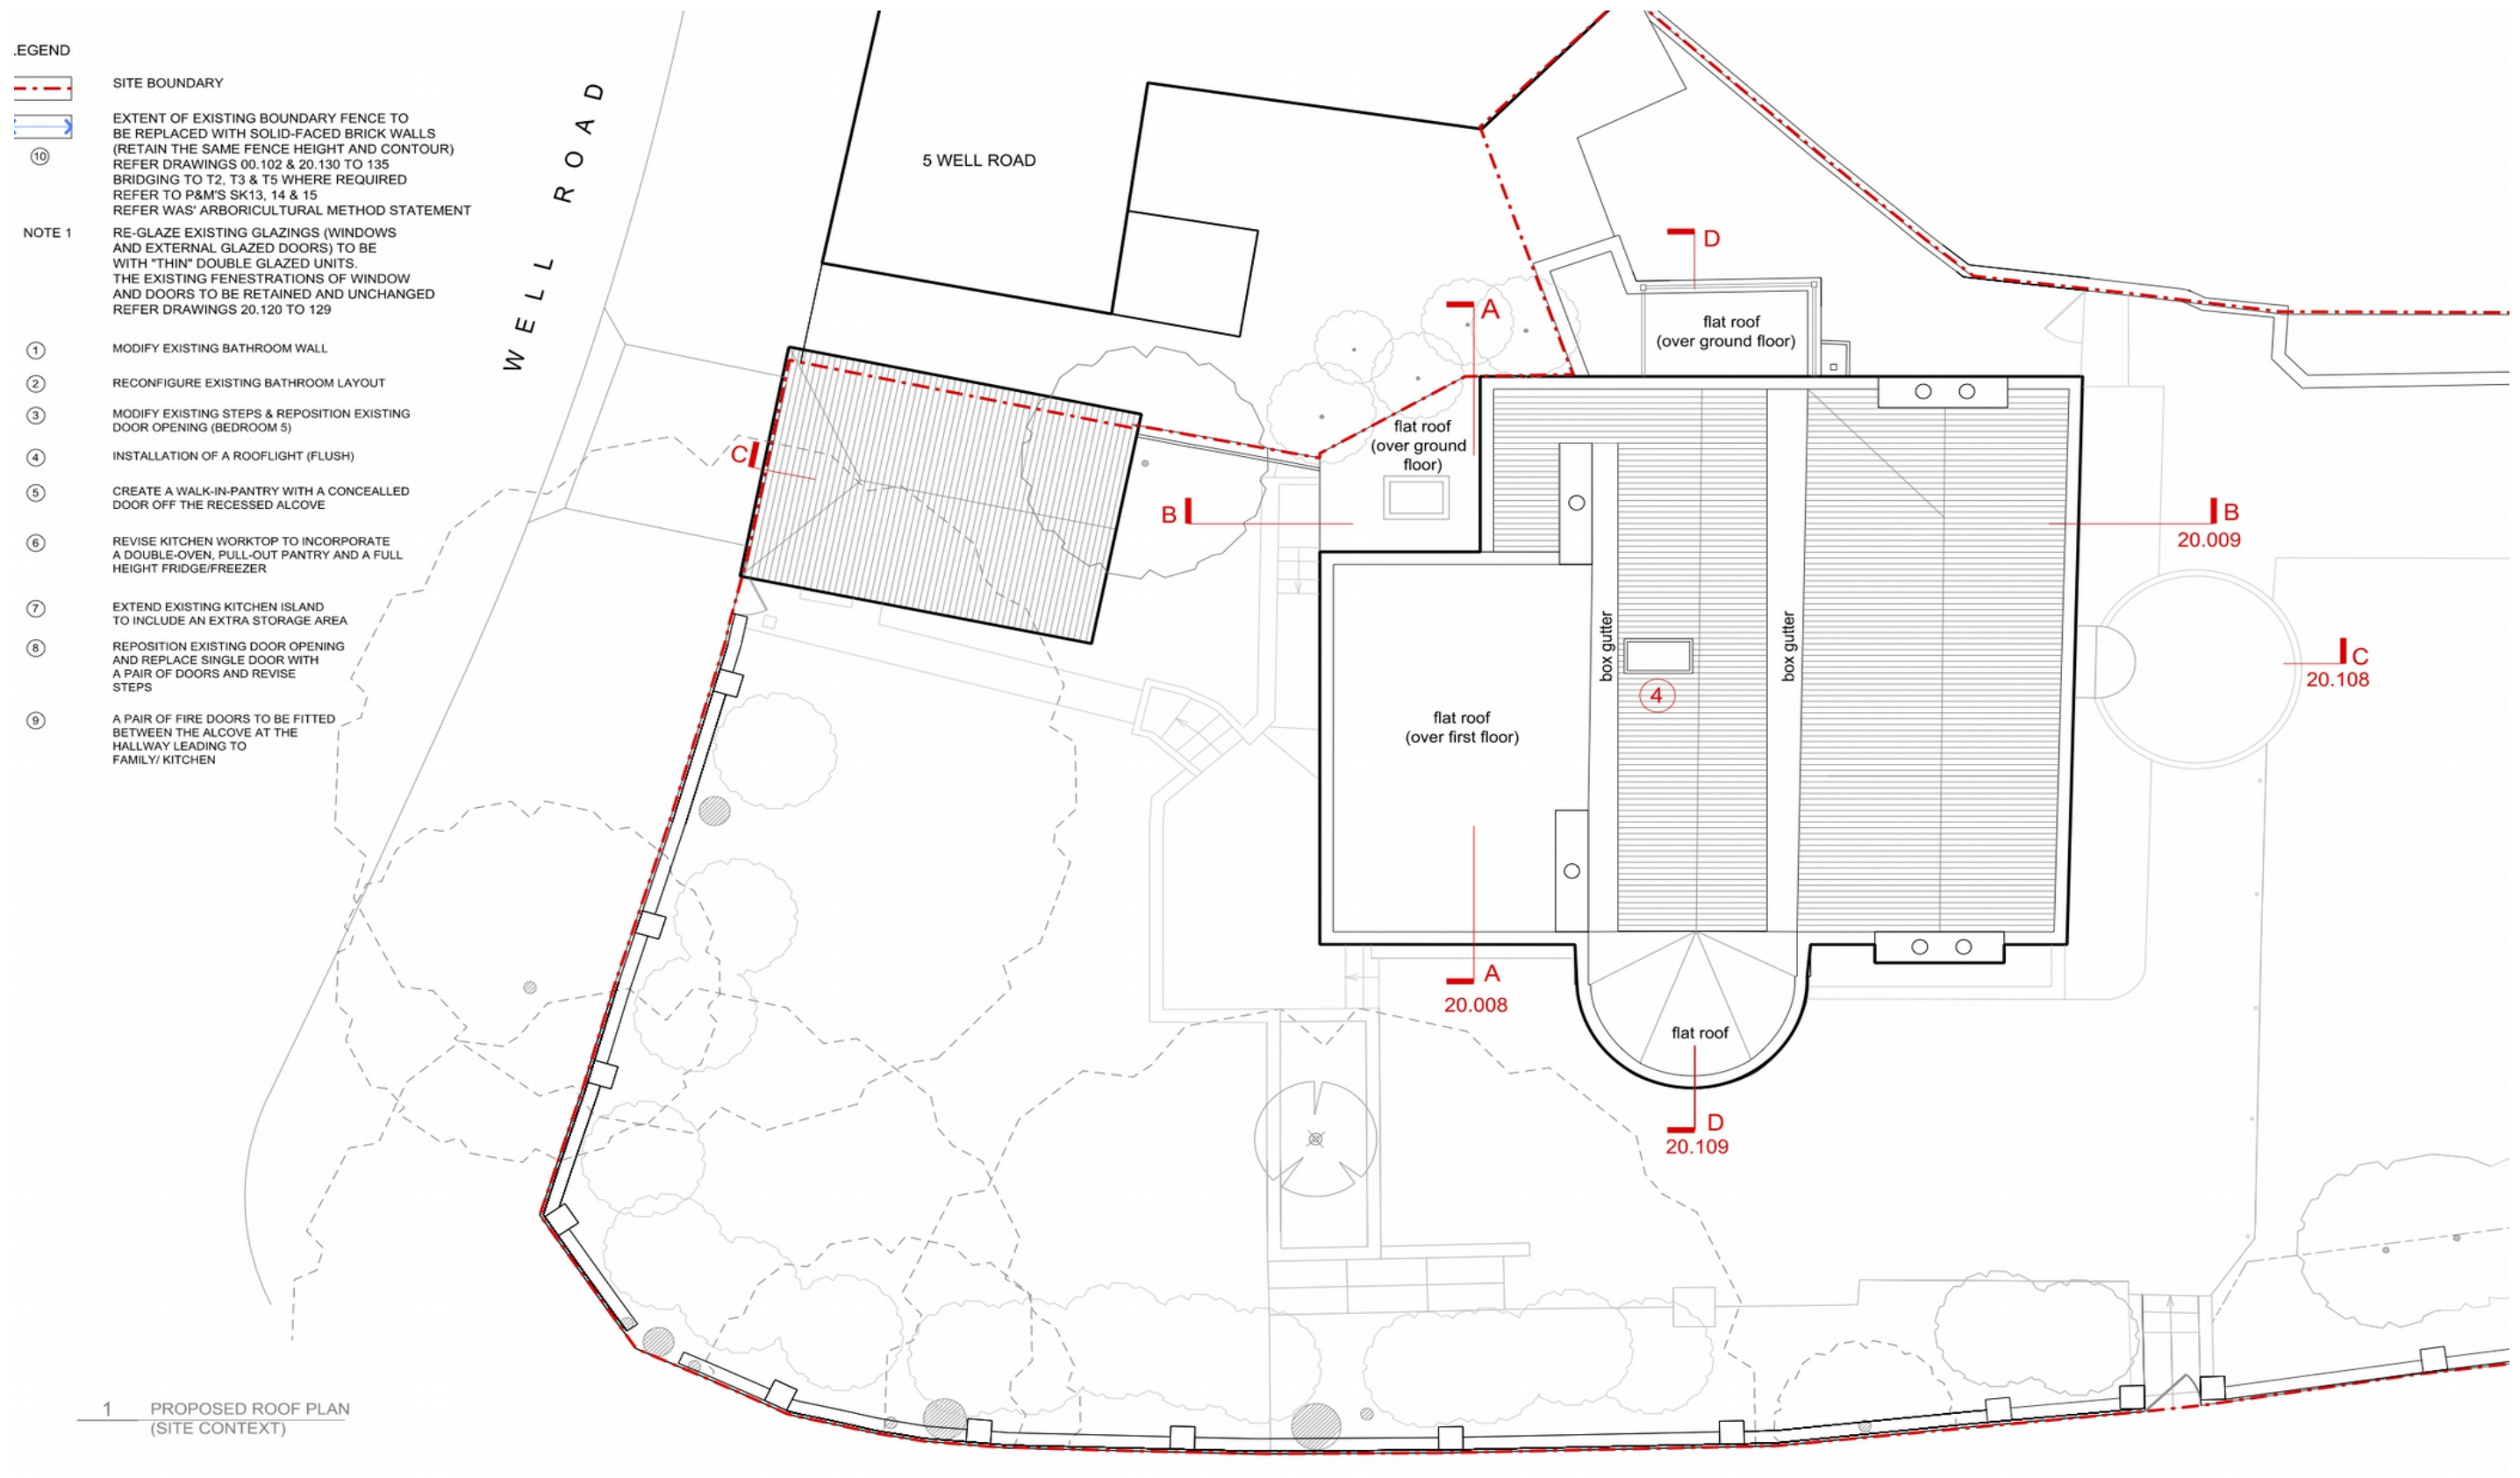 .EGEND
SITE BOUNDARY
EXTENT OF EXISTING BOUNDARY FENCE TO
BE REPLACED WITH SOLID-FACED BRICK WALLS
(RETAIN THE SAME FENCE HEIGHT AND CONTOUR)
10
REFER DRAWINGS 00.102 & 20.130 TO 135
BRIDGING TO T2, T3 & T5 WHERE REQUIRED
REFER TO P&M'S SK13, 14 & 15
REFER WAS' ARBORICULTURAL METHOD STATEMENT
NOTE 1
RE-GLAZE EXISTING GLAZINGS (WINDOWS
AND EXTERNAL GLAZED DOORS) TO BE
WITH "THIN" DOUBLE GLAZED UNITS.
THE EXISTING FENESTRATIONS OF WINDOW
AND DOORS TO BE RETAINED AND UNCHANGED
REFER DRAWINGS 20.120 TO 129
1
MODIFY EXISTING BATHROOM WALL
2
RECONFIGURE EXISTING BATHROOM LAYOUT
3
MODIFY EXISTING STEPS & REPOSITION EXISTING
DOOR OPENING (BEDROOM 5)
4
INSTALLATION OF A ROOFLIGHT (FLUSH)
5
CREATE A WALK-IN-PANTRY WITH A CONCEALLED
DOOR OFF THE RECESSED ALCOVE
6
REVISE KITCHEN WORKTOP TO INCORPORATE
A DOUBLE-OVEN, PULL-OUT PANTRY AND A FULL
HEIGHT FRIDGE/FREEZER
7
EXTEND EXISTING KITCHEN ISLAND
TO INCLUDE AN EXTRA STORAGE AREA
8
REPOSITION EXISTING DOOR OPENING
AND REPLACE SINGLE DOOR WITH
A PAIR OF DOORS AND REVISE
STEPS
9
A PAIR OF FIRE DOORS TO BE FITTED
BETWEEN THE ALCOVE AT THE
HALLWAY LEADING TO
FAMILY/ KITCHEN
WELL ROAD
5 WELL ROAD
D
A
flat roof
(over ground floor)
flat roof
(over ground
floor)
C
B
B
20.009
box gutter
box gutter
4
C
20.108
flat roof
(over first floor)
A
20.008
flat roof
D
20.109
1
PROPOSED ROOF PLAN
(SITE CONTEXT)